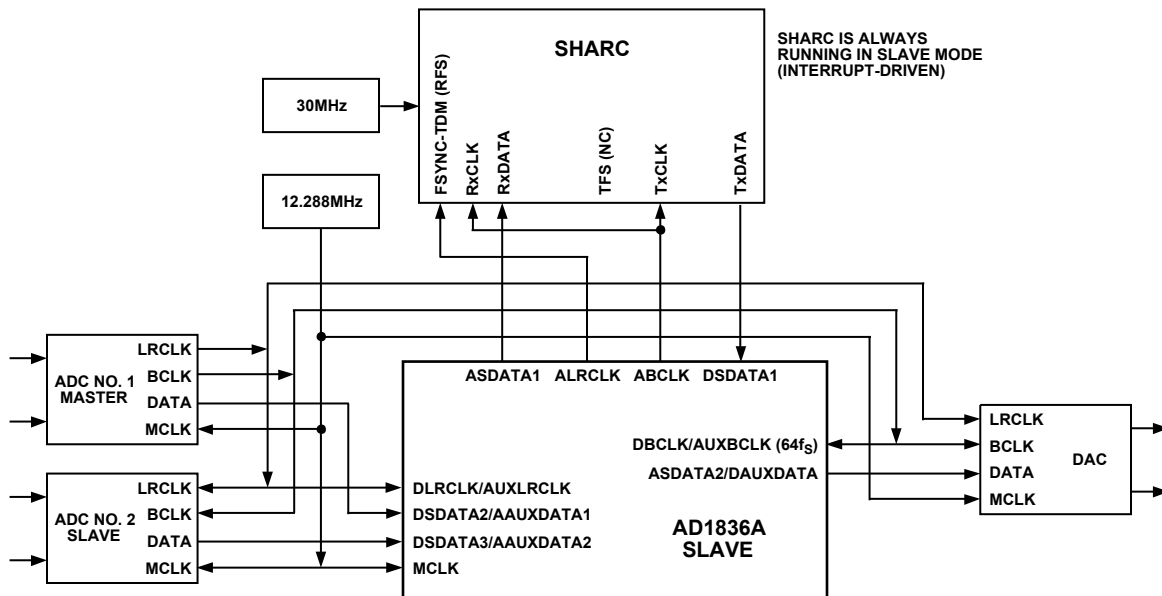 SHARC
SHARC IS ALWAYS
RUNNING IN SLAVE MODE
(INTERRUPT-DRIVEN)
30MHz
12.288MHz
FSYNC-TDM (RFS)
RxCLK
RxDATA
TFS (NC)
TxCLK
TxDATA
ADC NO. 1
MASTER
LRCLK
BCLK
DATA
MCLK
ADC NO. 2
SLAVE
LRCLK
BCLK
DATA
MCLK
ASDATA1
ALRCLK
ABCLK
DSDATA1
DBCLK/AUXBCLK (64fS)
ASDATA2/DAUXDATA
DLRCLK/AUXLRCLK
DSDATA2/AAUXDATA1
DSDATA3/AAUXDATA2
MCLK
AD1836A
SLAVE
LRCLK
BCLK
DATA
MCLK
DAC